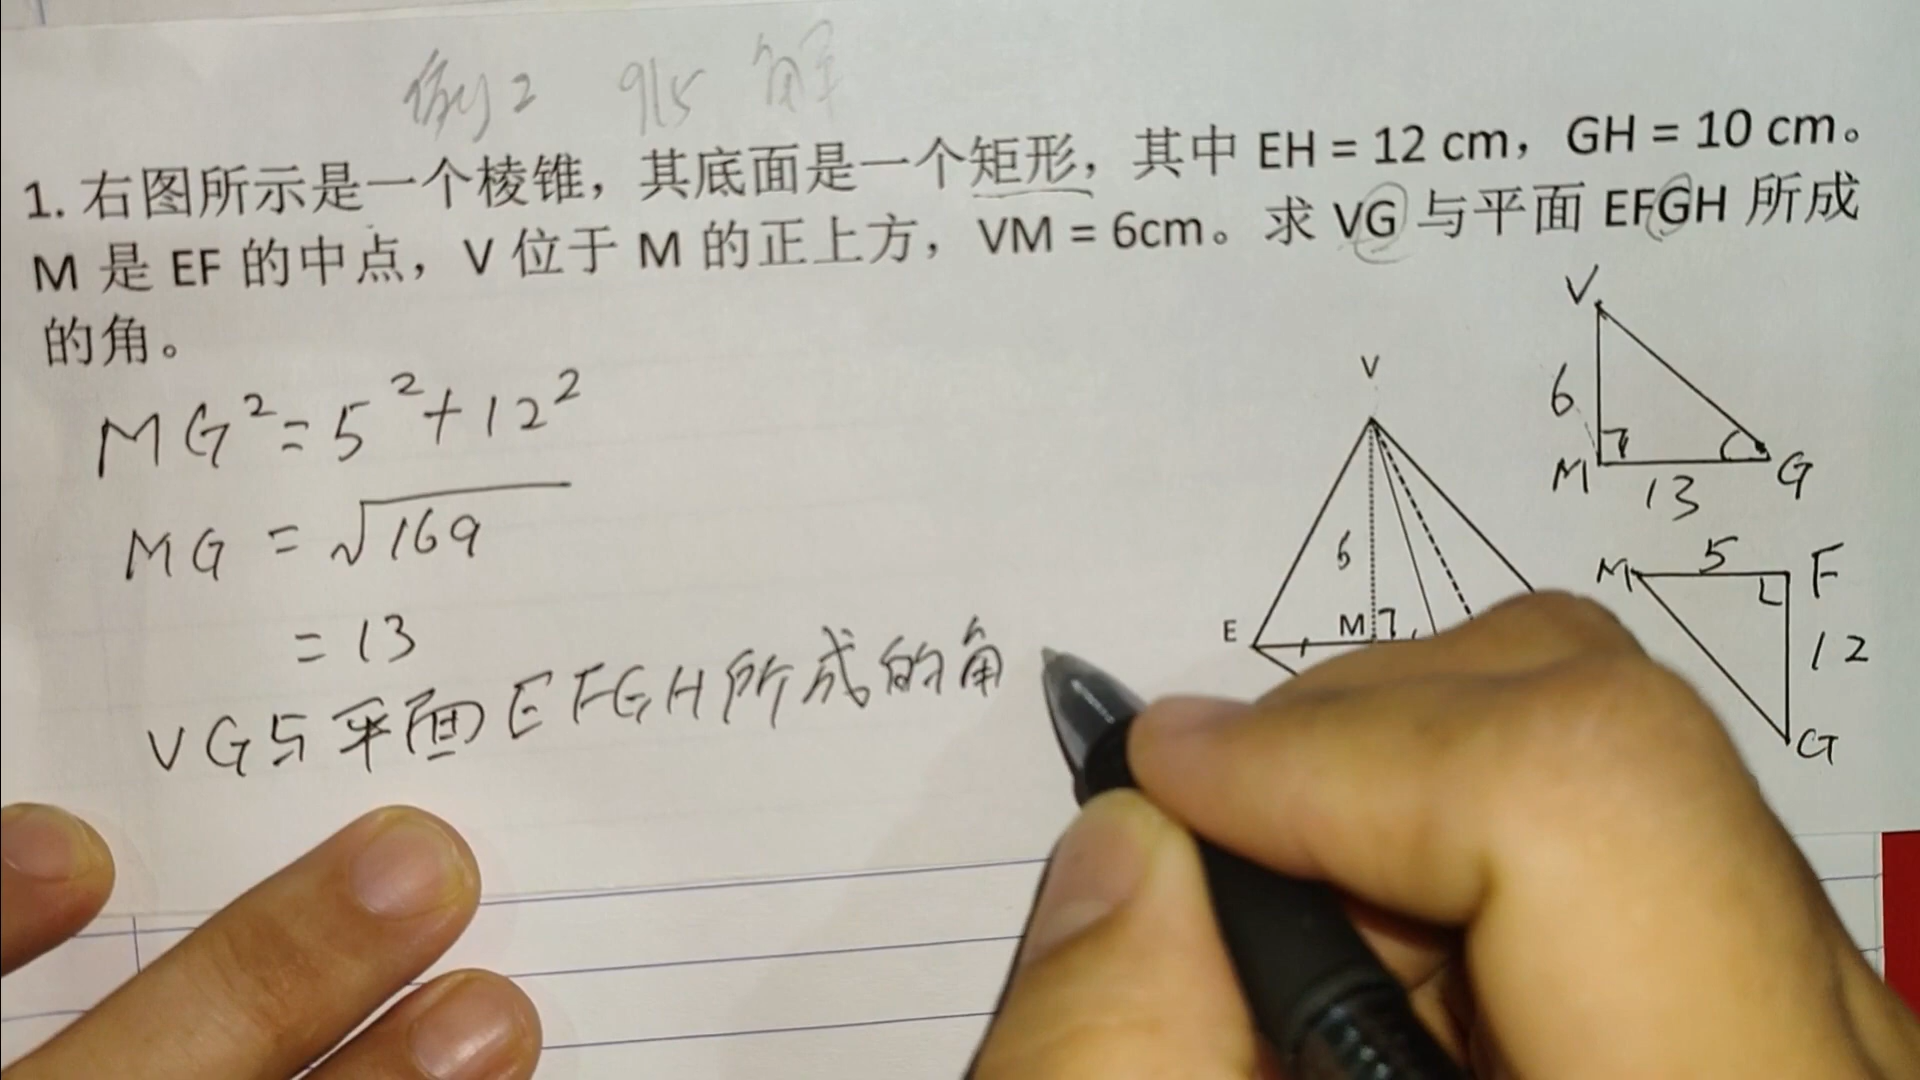 例2 915 解
1. 右图所示是一个棱锥，其底面是一个矩形，其中 EH = 12 cm，GH = 10 cm。
M 是 EF 的中点，V 位于 M 的正上方，VM = 6cm。求 VG 与平面 EFGH 所成
的角。
MG² = 5² + 12²
MG = √169
= 13
VG与平面EFGH所成的角
V
6
M
E
V
6
M
13
G
M
5
F
12
G